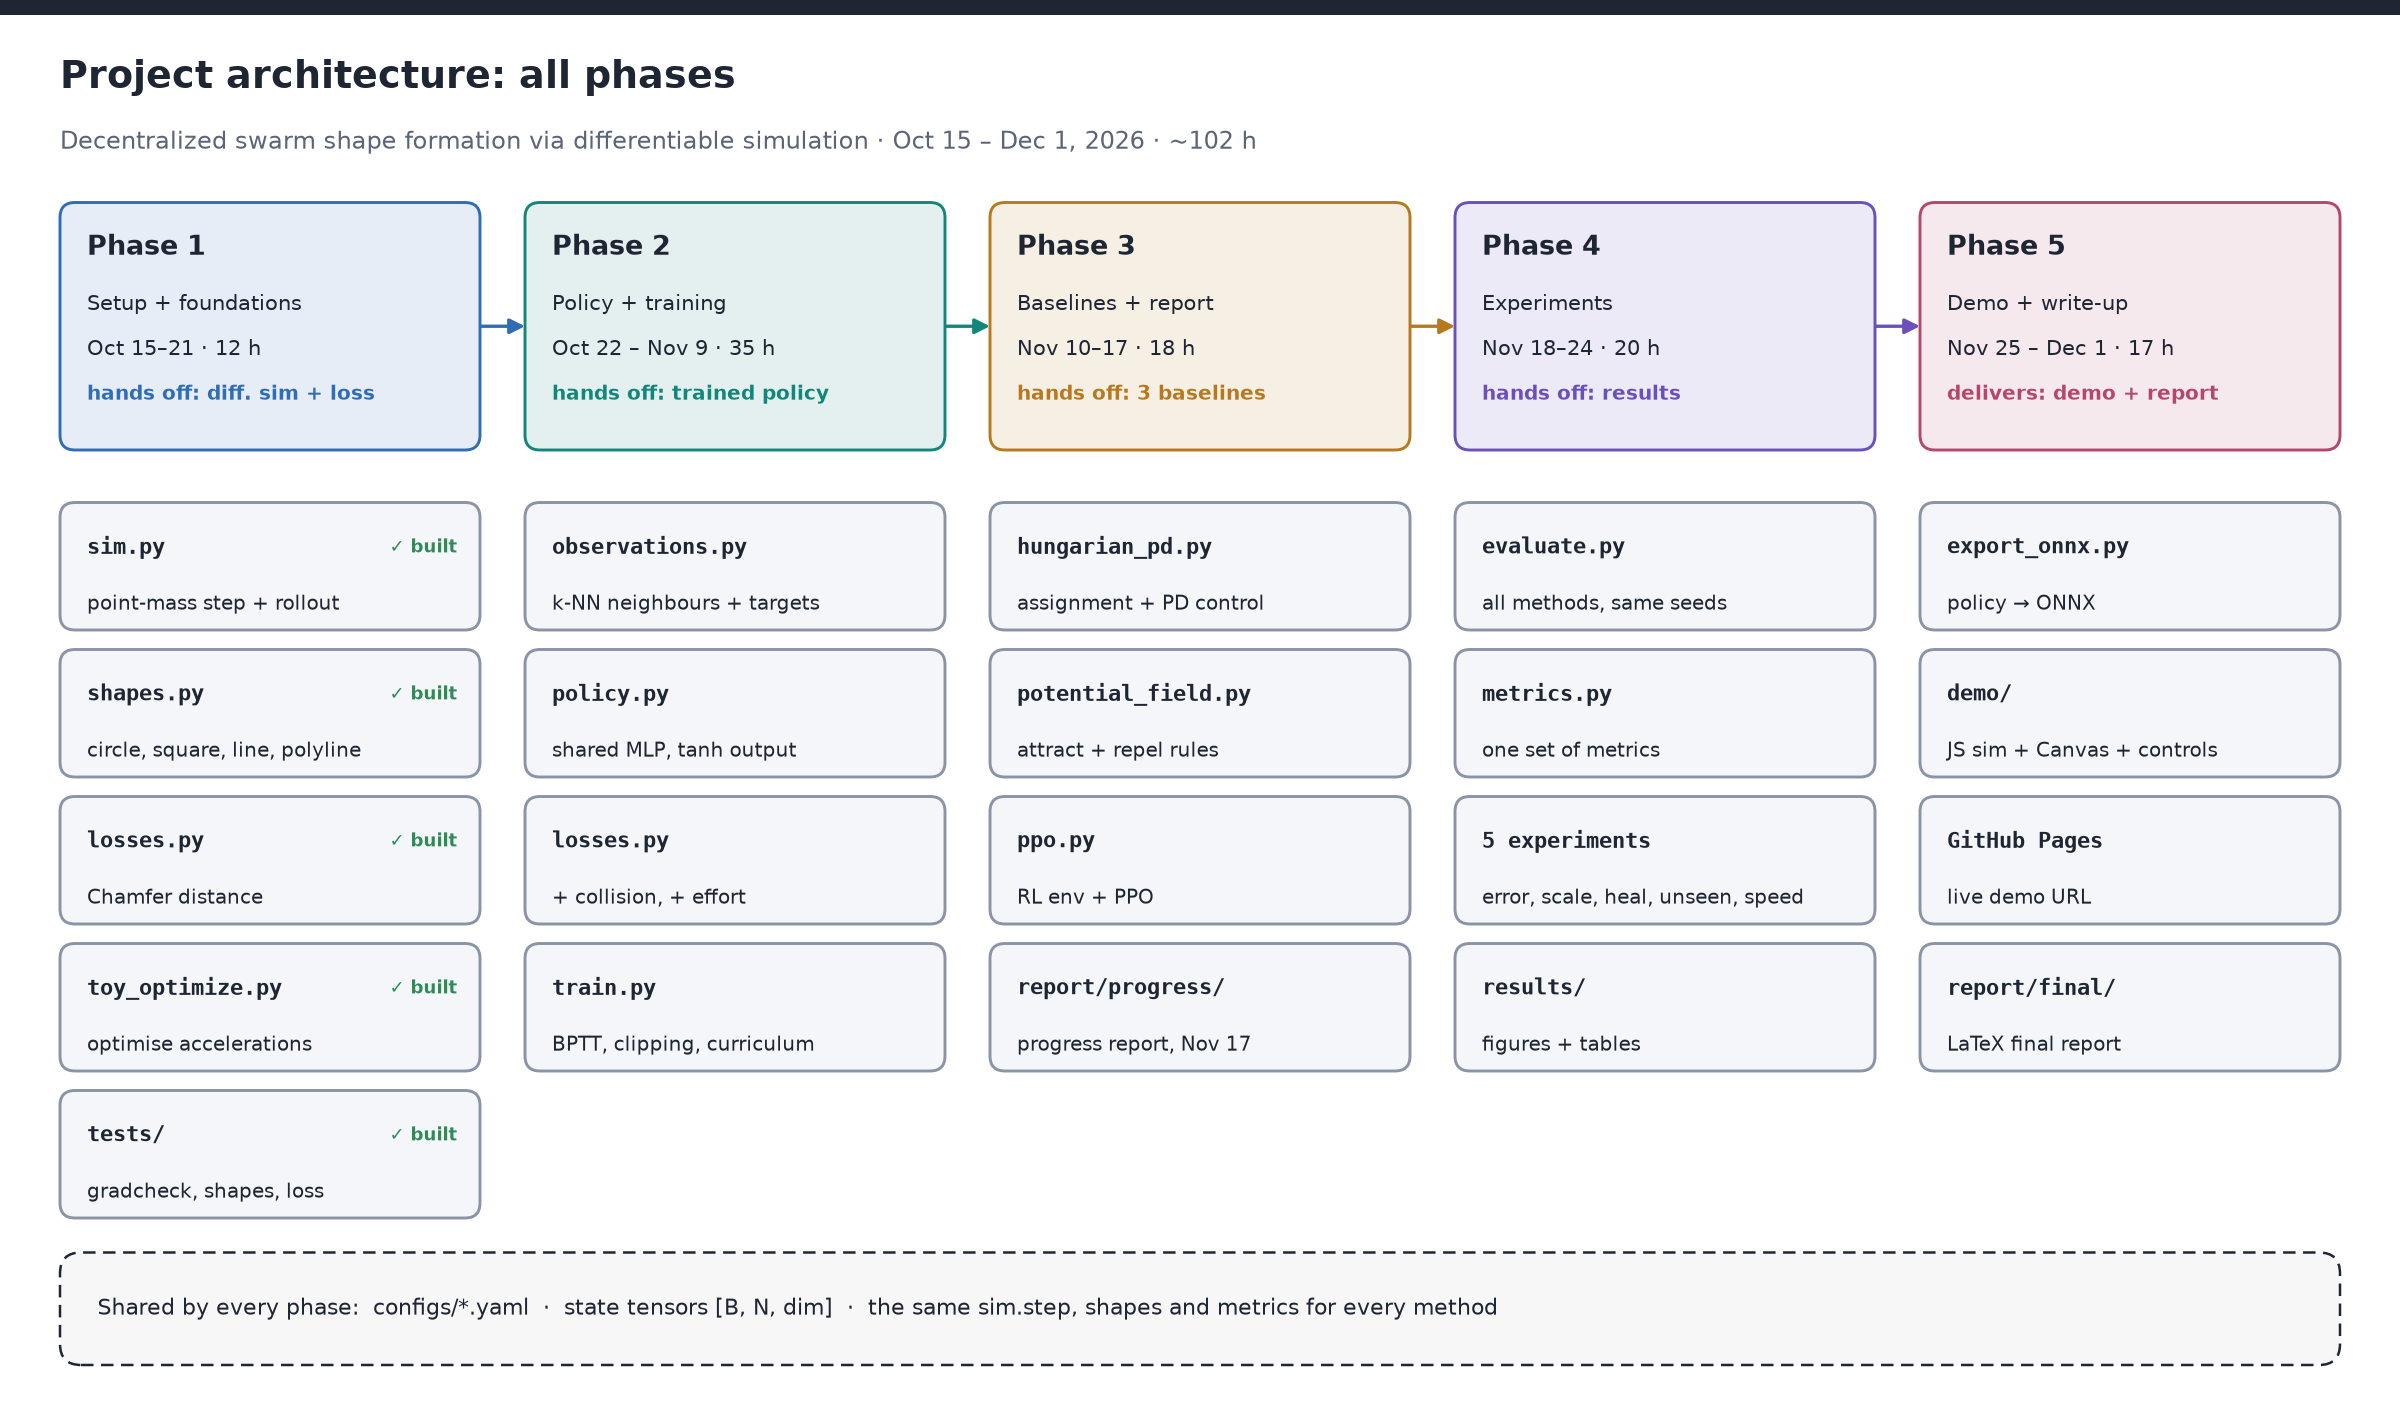 Project architecture: all phases
Decentralized swarm shape formation via differentiable simulation · Oct 15 – Dec 1, 2026 · ~102 h
Phase 1
Setup + foundations
Oct 15–21 · 12 h
hands off: diff. sim + loss
Phase 2
Policy + training
Oct 22 – Nov 9 · 35 h
hands off: trained policy
Phase 3
Baselines + report
Nov 10–17 · 18 h
hands off: 3 baselines
Phase 4
Experiments
Nov 18–24 · 20 h
hands off: results
Phase 5
Demo + write-up
Nov 25 – Dec 1 · 17 h
delivers: demo + report
sim.py ✓ built
point-mass step + rollout
shapes.py ✓ built
circle, square, line, polyline
losses.py ✓ built
Chamfer distance
toy_optimize.py ✓ built
optimise accelerations
tests/ ✓ built
gradcheck, shapes, loss
observations.py
k-NN neighbours + targets
policy.py
shared MLP, tanh output
losses.py
+ collision, + effort
train.py
BPTT, clipping, curriculum
hungarian_pd.py
assignment + PD control
potential_field.py
attract + repel rules
ppo.py
RL env + PPO
report/progress/
progress report, Nov 17
evaluate.py
all methods, same seeds
metrics.py
one set of metrics
5 experiments
error, scale, heal, unseen, speed
results/
figures + tables
export_onnx.py
policy → ONNX
demo/
JS sim + Canvas + controls
GitHub Pages
live demo URL
report/final/
LaTeX final report
Shared by every phase: configs/*.yaml · state tensors [B, N, dim] · the same sim.step, shapes and metrics for every method